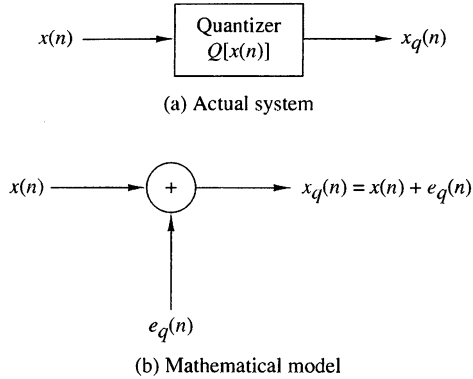 x(n)
Quantizer
Q[x(n)]
x_q(n)
(a) Actual system
x(n)
+
x_q(n) = x(n) + e_q(n)
e_q(n)
(b) Mathematical model